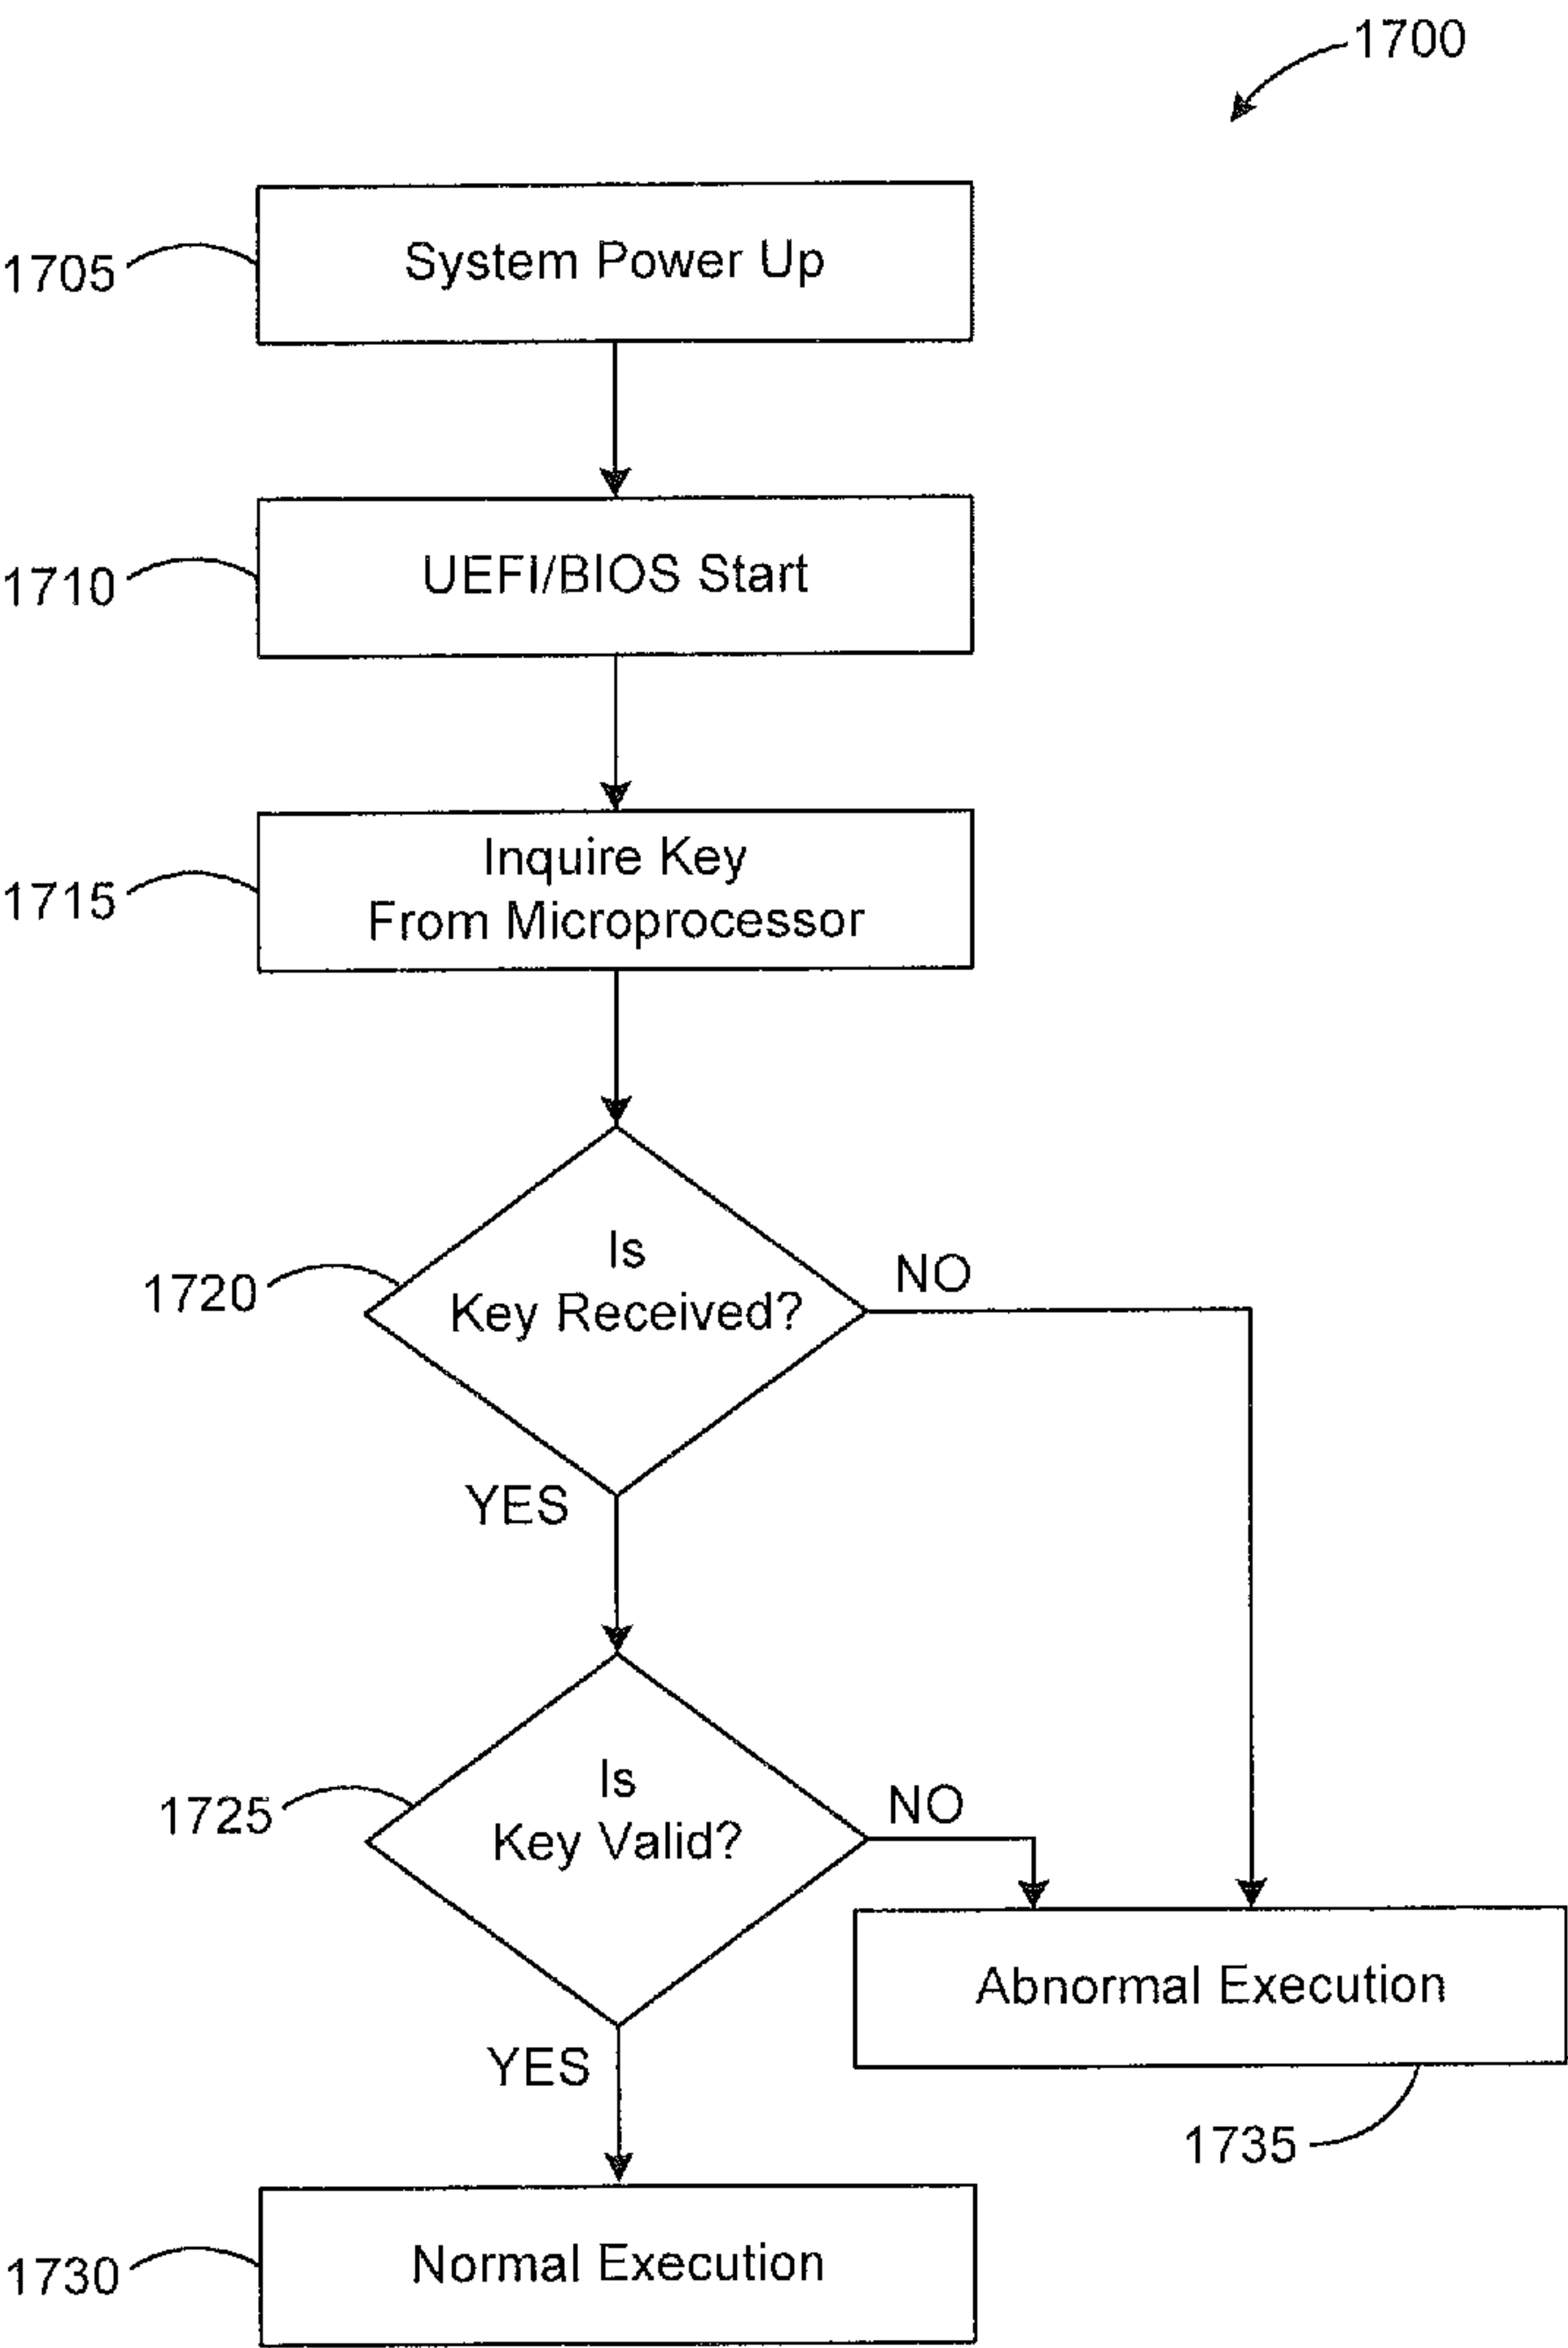 1700
1705
System Power Up
1710
UEFI/BIOS Start
1715
Inquire Key
From Microprocessor
1720
Is
Key Received?
NO
YES
1725
Is
Key Valid?
NO
Abnormal Execution
YES
1735
1730
Normal Execution